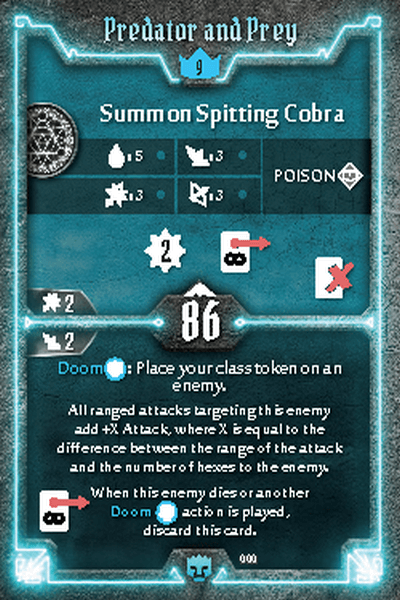 Predator and Prey
9
Summon Spitting Cobra
: 5
: 3
: 3
: 3
POISON
2
2
86
2
Doom : Place your class token on an
enemy.
All ranged attacks targeting this enemy
add +X Attack, where X is equal to the
difference between the range of the attack
and the number of hexes to the enemy.
When this enemy dies or another
Doom action is played,
discard this card.
000